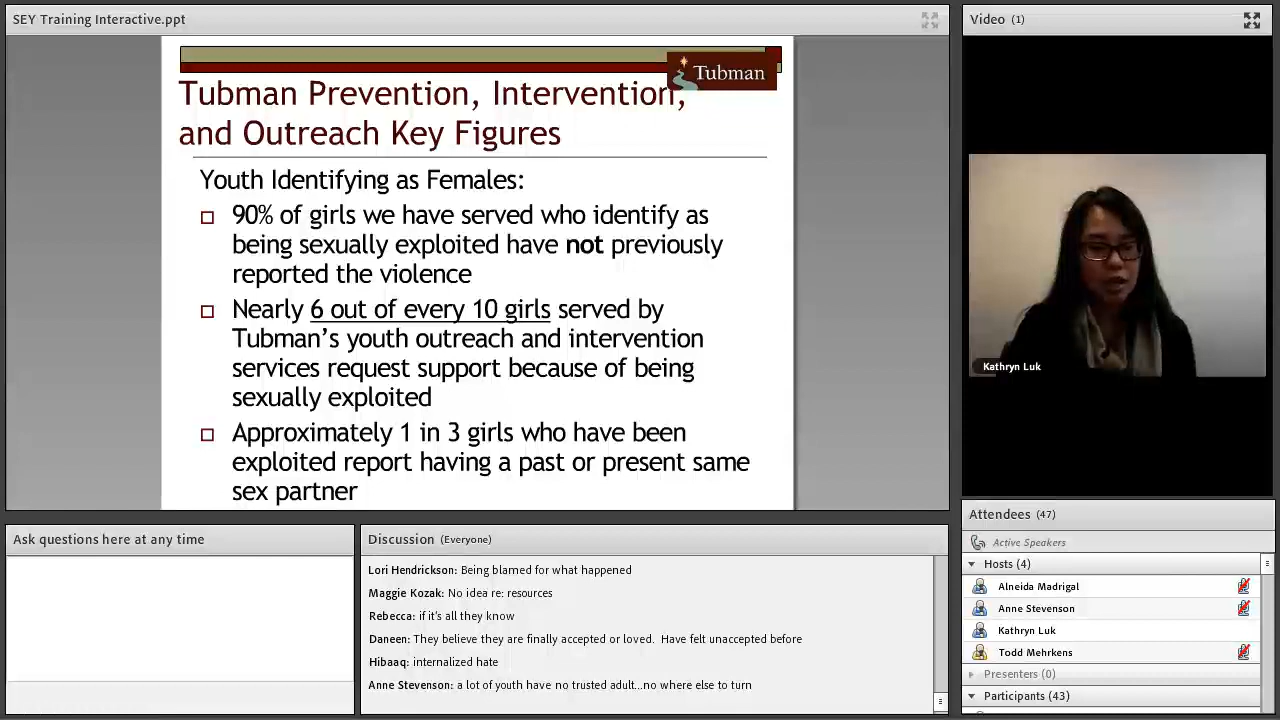 SEY Training Interactive.ppt
Tubman
Tubman Prevention, Intervention,
and Outreach Key Figures
Youth Identifying as Females:
90% of girls we have served who identify as
being sexually exploited have not previously
reported the violence
Nearly 6 out of every 10 girls served by
Tubman’s youth outreach and intervention
services request support because of being
sexually exploited
Approximately 1 in 3 girls who have been
exploited report having a past or present same
sex partner
Video (1)
Kathryn Luk
Ask questions here at any time
Discussion (Everyone)
Lori Hendrickson: Being blamed for what happened
Maggie Kozak: No idea re: resources
Rebecca: if it's all they know
Daneen: They believe they are finally accepted or loved. Have felt unaccepted before
Hibaaq: internalized hate
Anne Stevenson: a lot of youth have no trusted adult...no where else to turn
Attendees (47)
Active Speakers
Hosts (4)
Alneida Madrigal
Anne Stevenson
Kathryn Luk
Todd Mehrkens
Presenters (0)
Participants (43)